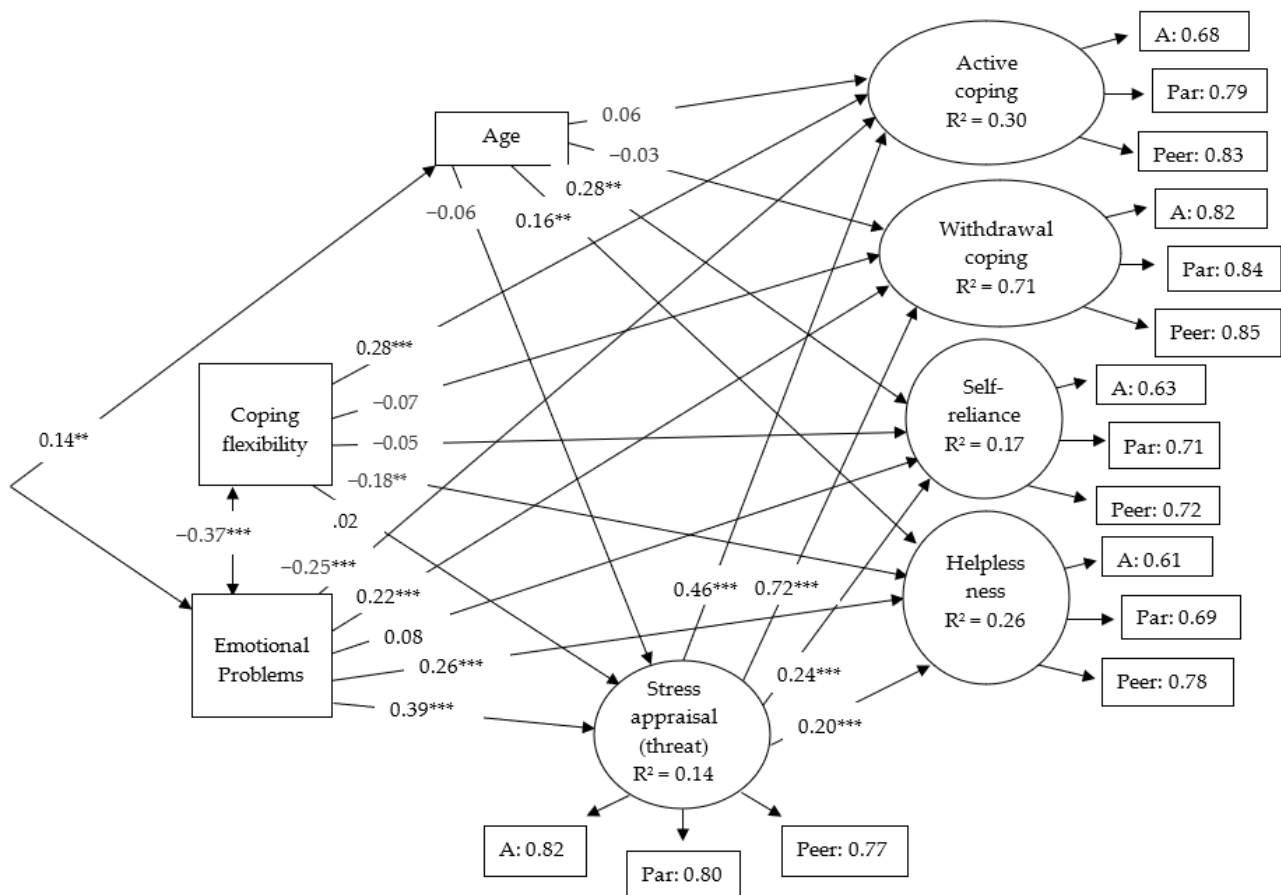 A: 0.68
Active
coping
R² = 0.30
Par: 0.79
Peer: 0.83
Age
0.06
−0.03
0.28**
0.16**
−0.06
A: 0.82
Withdrawal
coping
R² = 0.71
Par: 0.84
Peer: 0.85
0.28***
−0.07
−0.05
−0.18**
.02
Coping
flexibility
0.14**
−0.37***
Self-
reliance
R² = 0.17
A: 0.63
Par: 0.71
Peer: 0.72
−0.25***
0.22***
0.08
0.26***
0.39***
Emotional
Problems
0.46***
0.72***
0.24***
0.20***
Helpless
ness
R² = 0.26
A: 0.61
Par: 0.69
Peer: 0.78
Stress
appraisal
(threat)
R² = 0.14
A: 0.82
Par: 0.80
Peer: 0.77